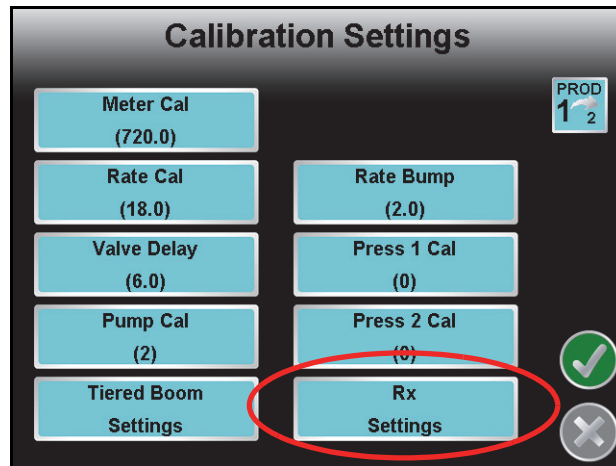 Calibration Settings
PROD
1 2
Meter Cal
(720.0)
Rate Cal
(18.0)
Rate Bump
(2.0)
Valve Delay
(6.0)
Press 1 Cal
(0)
Pump Cal
(2)
Press 2 Cal
(0)
Tiered Boom
Settings
Rx
Settings